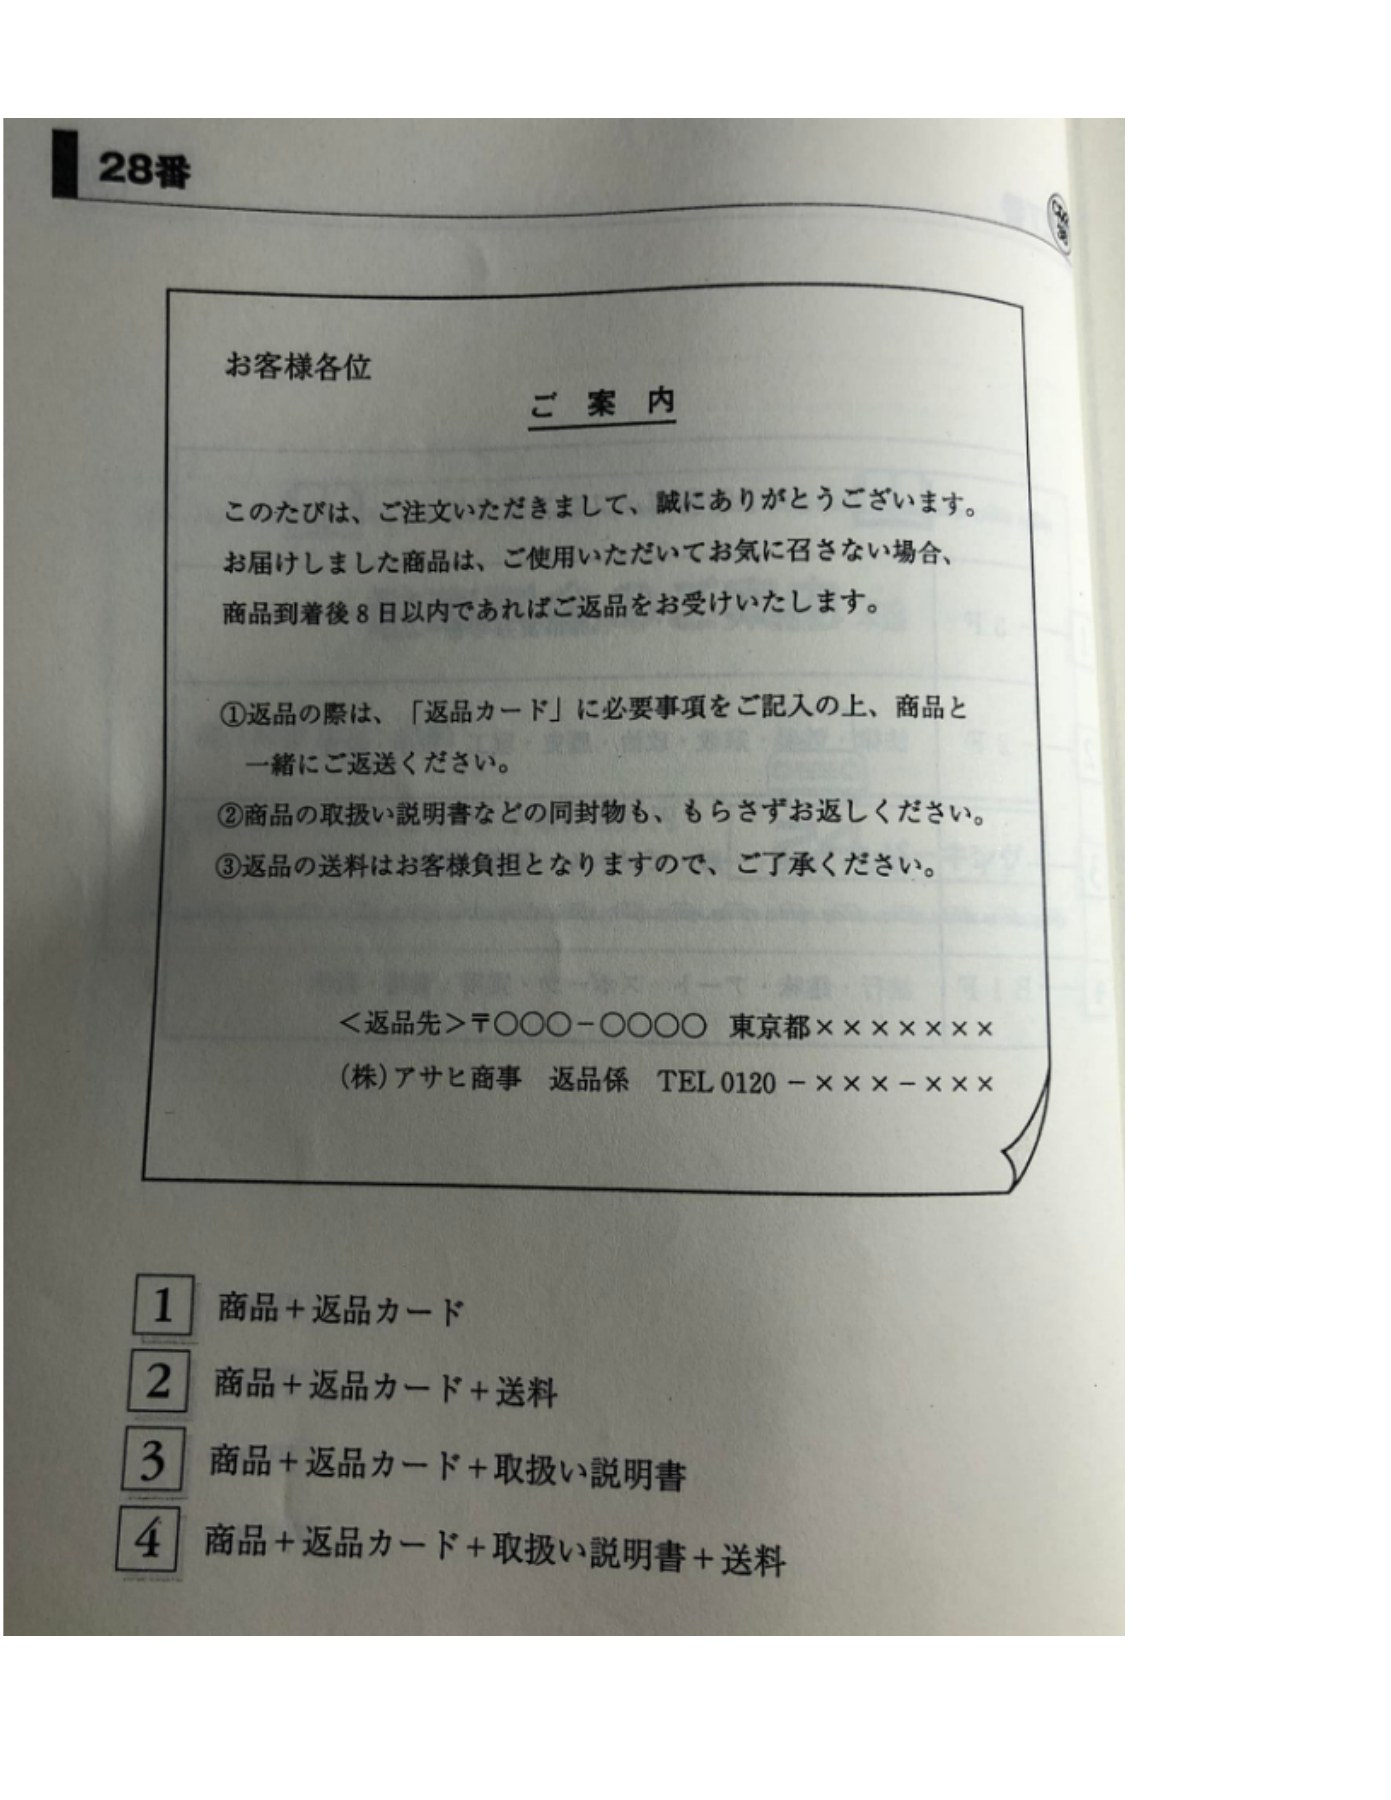 28番
お客様各位
ご 案 内
このたびは、ご注文いただきまして、誠にありがとうございます。
お届けしました商品は、ご使用いただいてお気に召さない場合、
商品到着後8日以内であればご返品をお受けいたします。
①返品の際は、「返品カード」に必要事項をご記入の上、商品と
一緒にご返送ください。
②商品の取扱い説明書などの同封物も、もらさずお返しください。
③返品の送料はお客様負担となりますので、ご了承ください。
＜返品先＞〒〇〇〇－〇〇〇〇 東京都×××××××
(株)アサヒ商事 返品係 TEL 0120 －×××－×××
1 商品＋返品カード
2 商品＋返品カード＋送料
3 商品＋返品カード＋取扱い説明書
4 商品＋返品カード＋取扱い説明書＋送料